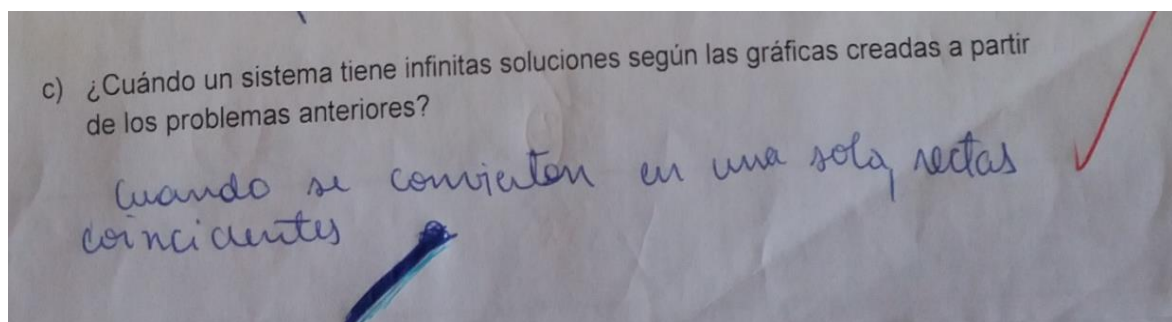 c) ¿Cuándo un sistema tiene infinitas soluciones según las gráficas creadas a partir
de los problemas anteriores?
Cuando se convierten en una sola, rectas
coincidentes